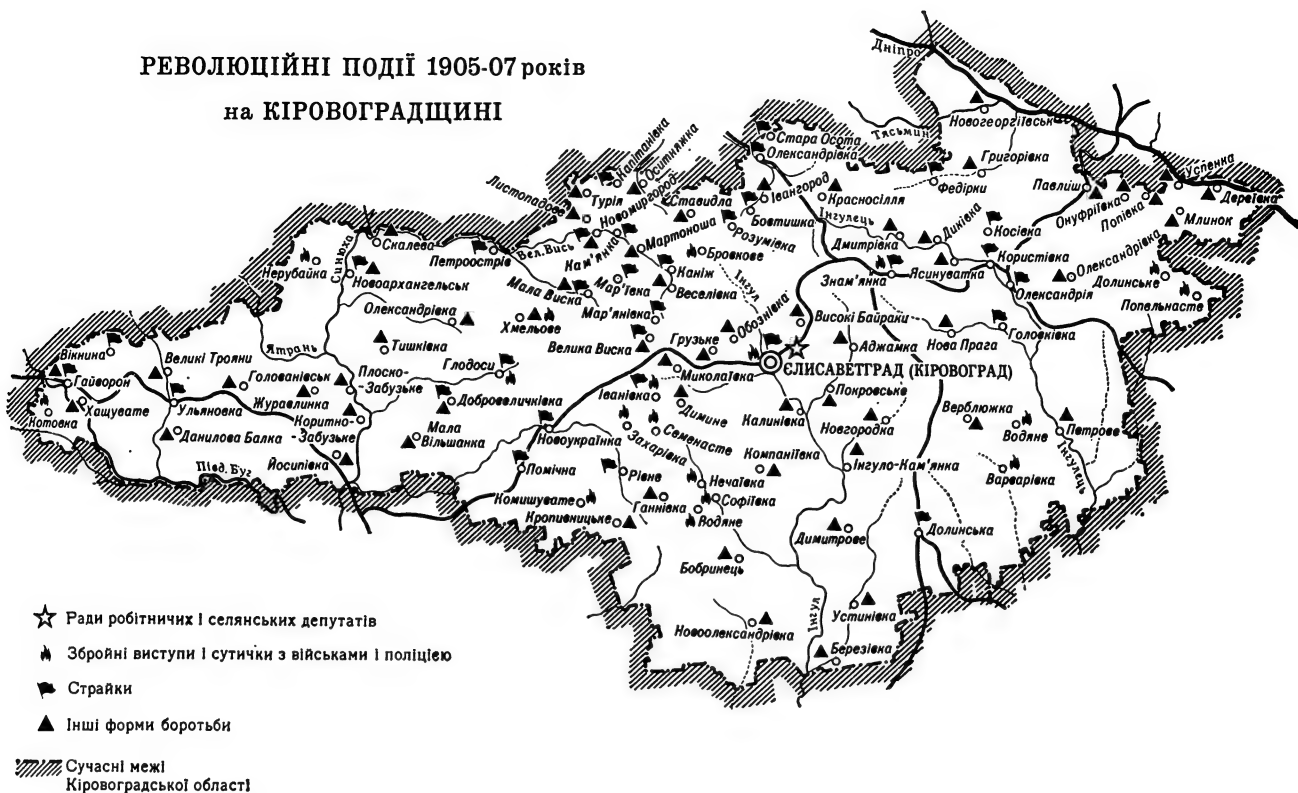 РЕВОЛЮЦІЙНІ ПОДІЇ 1905-07 років
на КІРОВОГРАДЩИНІ
Дніпро
Тясьмин
Новогеоргіївськ
Стара Осота
Олександрівка
Григорівка
Федірки
Павлиш
Успенка
Онуфріївка
Попівка
Деріївка
Млинок
Капітанівка
Оситняжка
Листопадове
Турія
Новомиргород
Ставидла
Івангород
Красносілля
Бовтишка
Розумівка
Інгулець
Дмитрівка
Диківка
Косівка
Скалева
Петроострів
Вел. Вись
Кам'янка
Мартоноша
Бровкове
Нерубайка
Синюха
Новоархангельськ
Мала Виска
Мар'ївка
Каніж
Веселівка
Інгул
Знам'янка
Ясинуватка
Користівка
Олександрівка
Олександрія
Долинське
Попельнасте
Олександрівка
Хмельове
Мар'янівка
Обознівка
Високі Байраки
Нова Прага
Головківка
Вікнина
Великі Трояни
Ятрань
Тишківка
Велика Виска
Грузьке
Аджамка
Гайворон
Голованівськ
Плоско-
-Забузьке
Глодоси
Миколаївка
ЄЛИСАВЕТГРАД (КІРОВОГРАД)
Хащувате
Котовка
Ульяновка
Журавлинка
Добровеличківка
Іванівка
Димине
Покровське
Коритно-
-Забузьке
Данилова Балка
Мала
Вільшанка
Новоукраїнка
Захарівка
Семенасте
Калинівка
Новгородка
Верблюжка
Водяне
Петрове
Йосипівка
Півд. Буг
Помічна
Рівне
Компаніївка
Інгуло-Кам'янка
Варварівка
Інгулець
Нечаївка
Софіївка
Комишувате
Ганнівка
Водяне
Кропивницьке
Димитрове
Долинська
Бобринець
Інгул
Устинівка
Новоолександрівка
Березівка
Ради робітничих і селянських депутатів
Збройні виступи і сутички з військами і поліцією
Страйки
Інші форми боротьби
Сучасні межі
Кіровоградської області